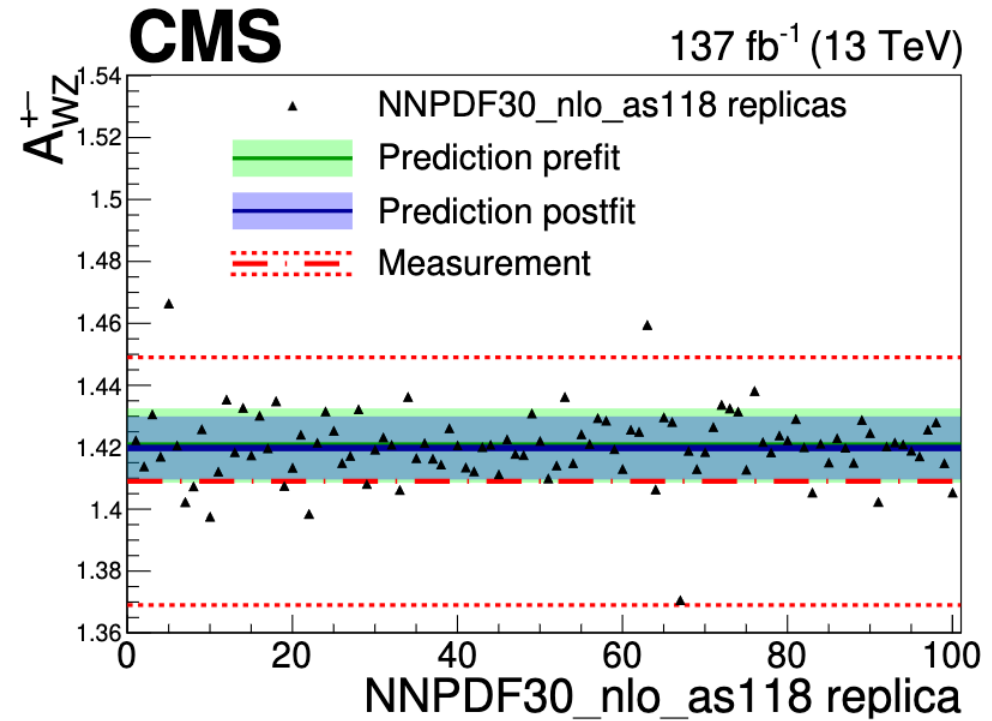 CMS
137 fb⁻¹ (13 TeV)
A⁺⁻WZ
1.54
1.52
1.5
1.48
1.46
1.44
1.42
1.4
1.38
1.36
NNPDF30_nlo_as118 replicas
Prediction prefit
Prediction postfit
Measurement
0 20 40 60 80 100
NNPDF30_nlo_as118 replica